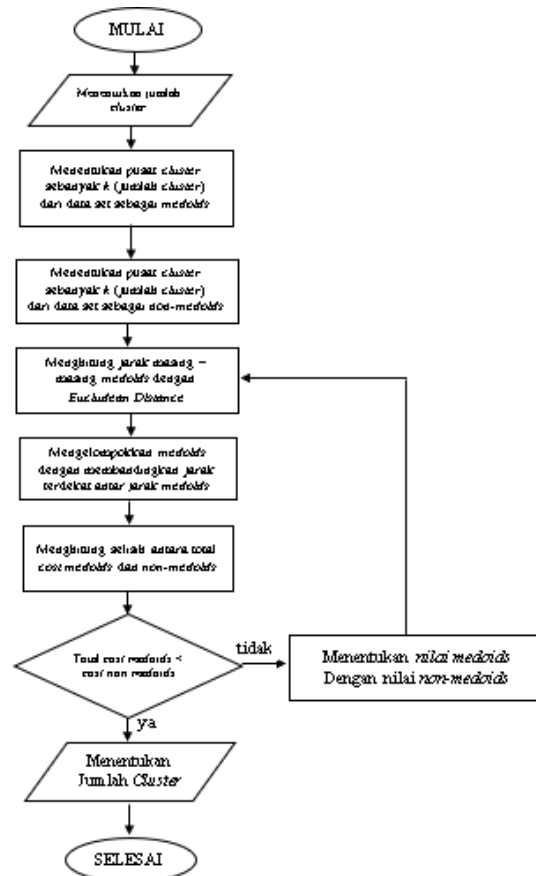 MULAI
Menentukan jumlah
cluster
Menentukan pusat cluster
sebanyak k (jumlah cluster)
dari data set sebagai medoids
Menentukan pusat cluster
sebanyak k (jumlah cluster)
dari data set sebagai non-medoids
Menghitung jarak masing –
masing medoids dengan
Euclidean Distance
Mengelompokkan medoids
dengan membandingkan jarak
terdekat antar jarak medoids
Menghitung selisih antara total
cost medoids dan non-medoids
Total cost medoids <
cost non medoids
tidak
Menentukan nilai medoids
Dengan nilai non-medoids
ya
Menentukan
Jumlah Cluster
SELESAI